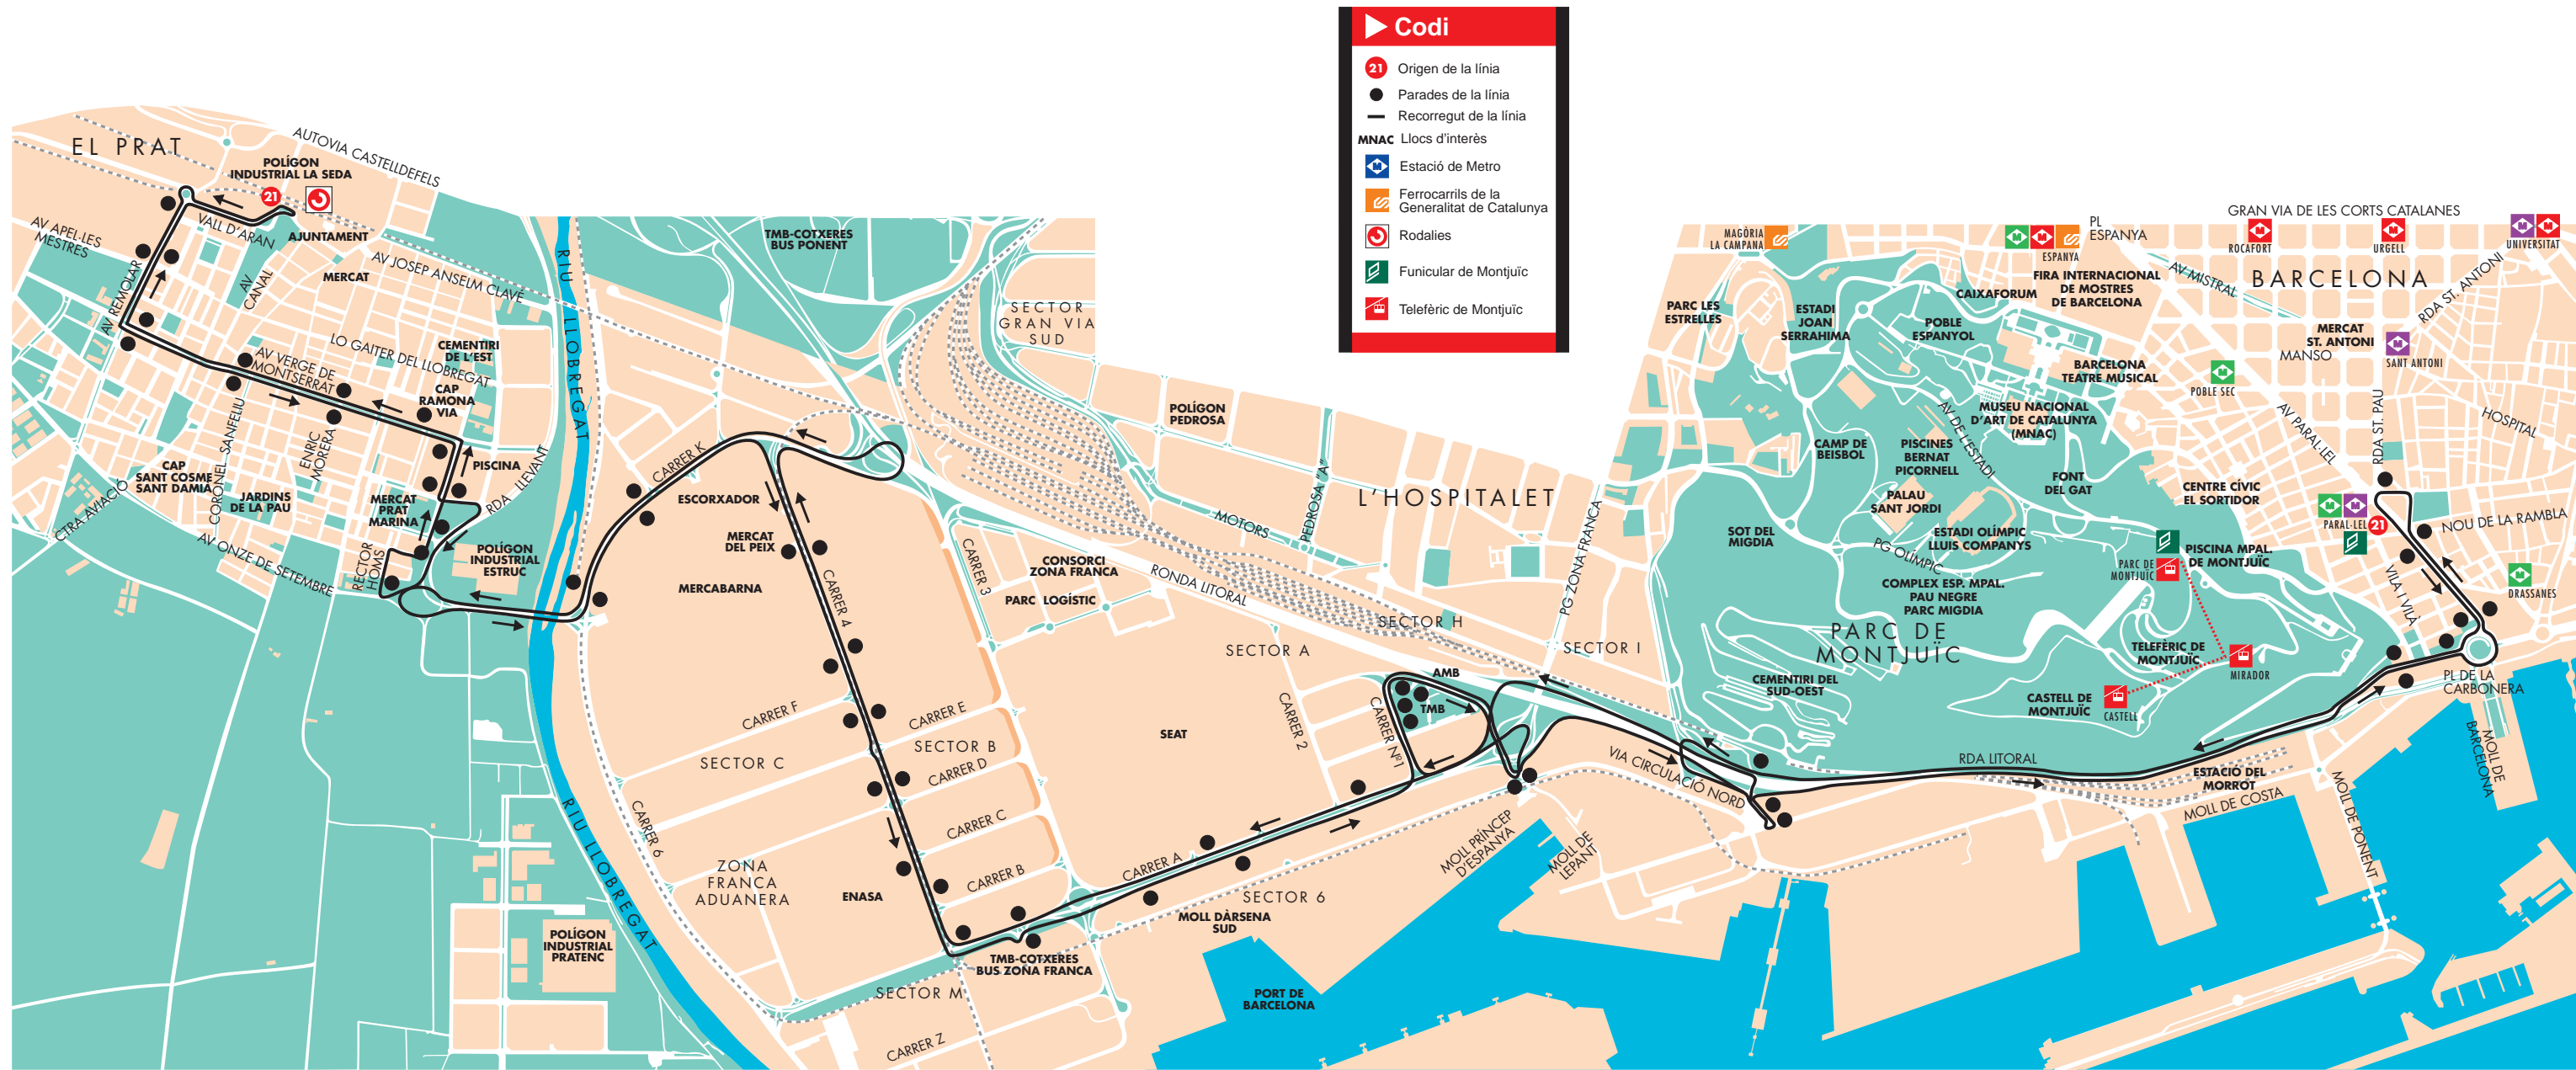 Codi
21 Origen de la línia
Parades de la línia
Recorregut de la línia
MNAC Llocs d'interès
Estació de Metro
Ferrocarrils de la
Generalitat de Catalunya
Rodalies
Funicular de Montjuïc
Telefèric de Montjuïc
EL PRAT
AUTOVIA CASTELLDEFELS
POLÍGON
INDUSTRIAL LA SEDA
21
AV APEL·LES
MESTRES
VALL D'ARAN
AJUNTAMENT
AV REMOLAR
AV
CANAL
MERCAT
AV JOSEP ANSELM CLAVÉ
LO GAITER DEL LLOBREGAT
CEMENTIRI
DE L'EST
AV VERGE DE
MONTSERRAT
CAP
RAMONA
VIA
CORONEL SANFELIU
ENRIC
MORERA
CAP
SANT COSME
SANT DAMIÀ
JARDINS
DE LA PAU
CTRA AVIACIÓ
MERCAT
PRAT
MARINA
PISCINA
RDA LLEVANT
AV ONZE DE SETEMBRE
RECTOR
HOMS
POLÍGON
INDUSTRIAL
ESTRUC
RIU LLOBREGAT
RIU LLOBREGAT
POLÍGON
INDUSTRIAL
PRATENC
TMB-COTXERES
BUS PONENT
SECTOR
GRAN VIA
SUD
CARRER K
ESCORXADOR
MERCAT
DEL PEIX
MERCABARNA
CARRER 4
CARRER 3
CONSORCI
ZONA FRANCA
PARC LOGÍSTIC
POLÍGON
PEDROSA
MOTORS
PEDROSA "A"
L'HOSPITALET
RONDA LITORAL
PG ZONA FRANCA
SECTOR H
SECTOR A
SECTOR I
CARRER F
CARRER E
SECTOR B
SECTOR C
CARRER D
CARRER C
CARRER B
CARRER 6
ZONA
FRANCA
ADUANERA
ENASA
SEAT
CARRER 2
CARRER Nº1
AMB
TMB
CARRER A
SECTOR 6
MOLL DÀRSENA
SUD
TMB-COTXERES
BUS ZONA FRANCA
SECTOR M
CARRER Z
PORT DE
BARCELONA
MOLL PRÍNCEP
D'ESPANYA
MOLL DE
LEPANT
VIA CIRCULACIÓ NORD
MAGÒRIA
LA CAMPANA
PARC LES
ESTRELLES
ESTADI
JOAN
SERRAHIMA
POBLE
ESPANYOL
CAIXAFORUM
ESPANYA
PL
ESPANYA
FIRA INTERNACIONAL
DE MOSTRES
DE BARCELONA
AV MISTRAL
GRAN VIA DE LES CORTS CATALANES
ROCAFORT
URGELL
UNIVERSITAT
BARCELONA
RDA ST. ANTONI
MERCAT
ST. ANTONI
MANSO
SANT ANTONI
BARCELONA
TEATRE MUSICAL
POBLE SEC
MUSEU NACIONAL
D'ART DE CATALUNYA
(MNAC)
AV DE L'ESTADI
AV PARAL·LEL
RDA ST. PAU
HOSPITAL
CAMP DE
BEISBOL
PISCINES
BERNAT
PICORNELL
FONT
DEL GAT
CENTRE CÍVIC
EL SORTIDOR
PALAU
SANT JORDI
SOT DEL
MIGDIA
ESTADI OLÍMPIC
LLUIS COMPANYS
PG OLÍMPIC
PARAL·LEL
21
NOU DE LA RAMBLA
PISCINA MPAL.
DE MONTJUÏC
PARC DE
MONTJUÏC
COMPLEX ESP. MPAL.
PAU NEGRE
PARC MIGDIA
VILA I VILÀ
DRASSANES
PARC DE
MONTJUÏC
TELEFÈRIC DE
MONTJUÏC
MIRADOR
CEMENTIRI DEL
SUD-OEST
CASTELL DE
MONTJUÏC
CASTELL
PL DE LA
CARBONERA
MOLL DE
BARCELONA
RDA LITORAL
ESTACIÓ DEL
MORROT
MOLL DE COSTA
MOLL DE PONENT